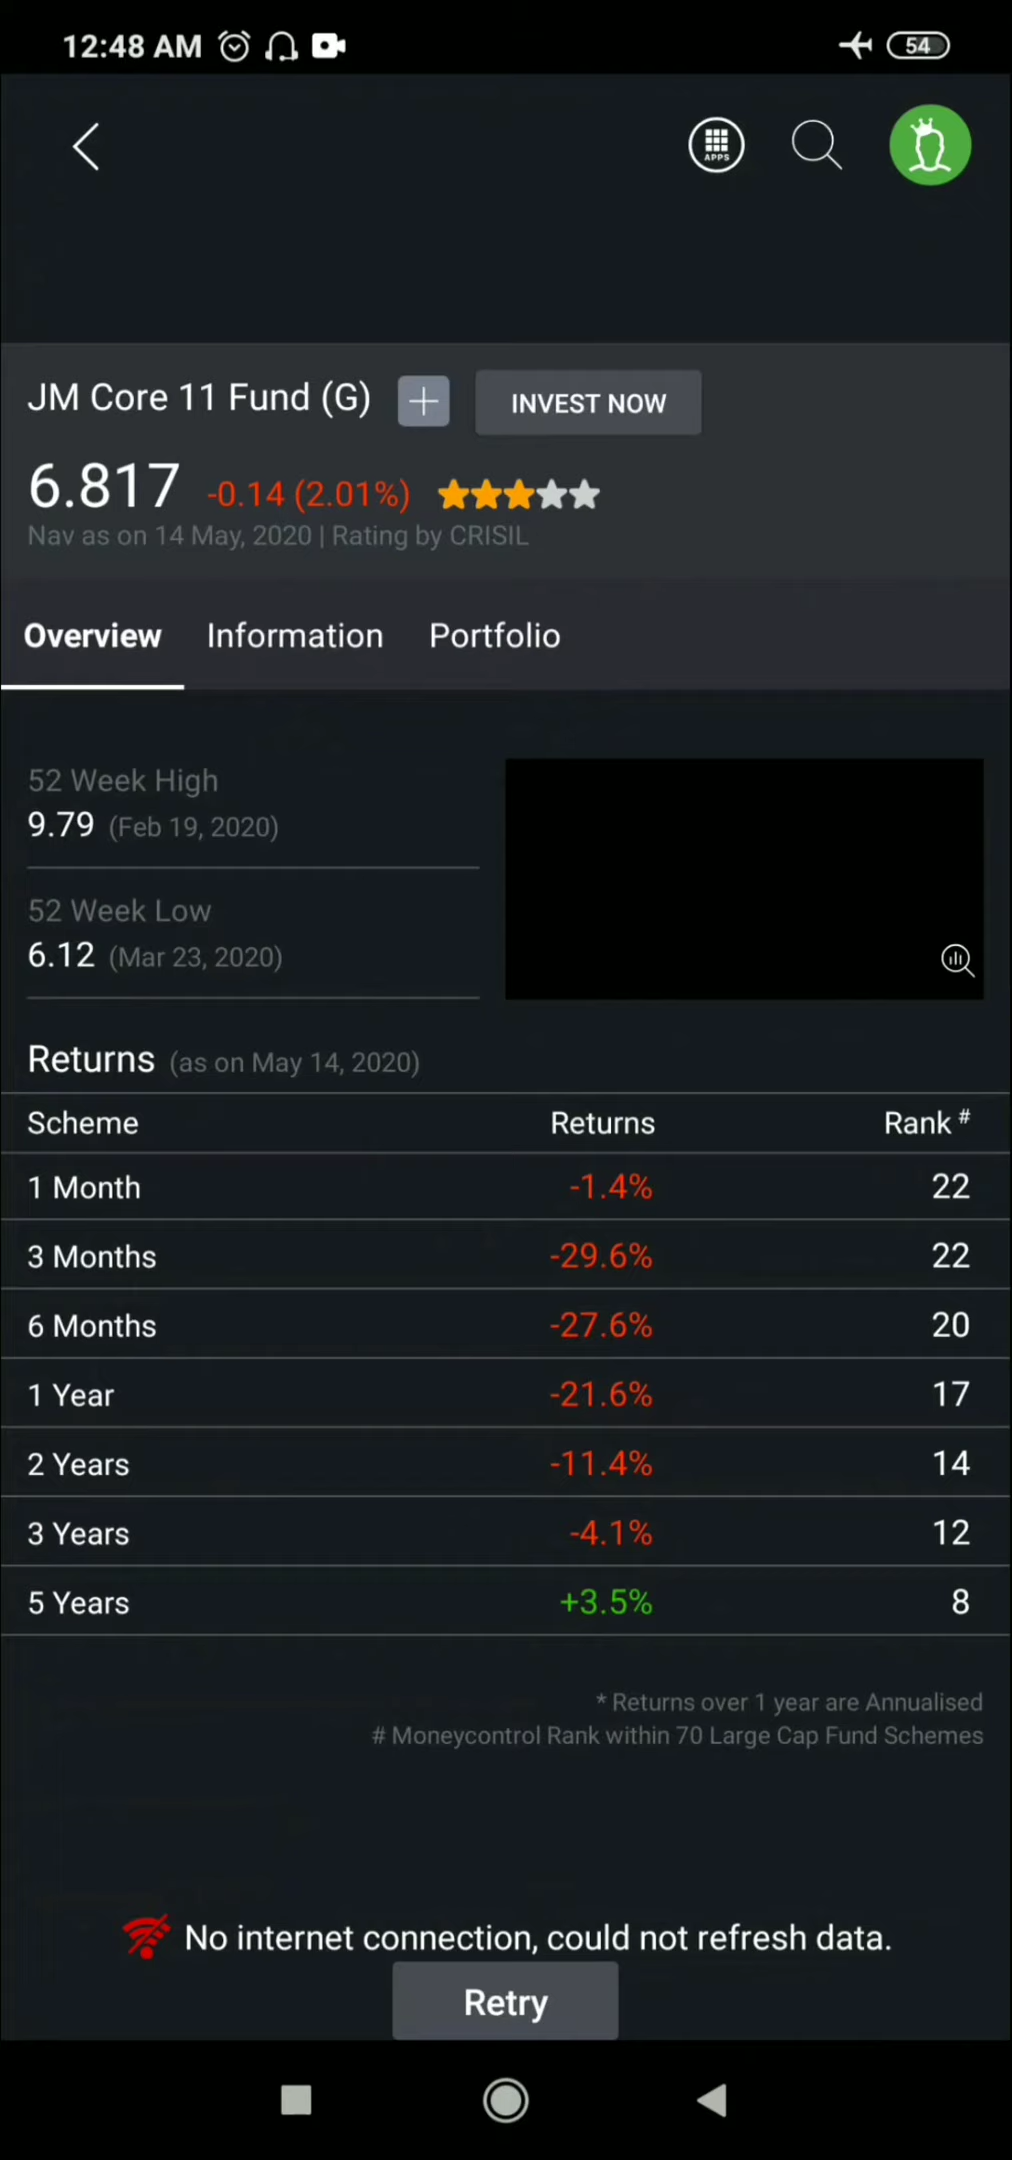 12:48 AM 54
APPS
JM Core 11 Fund (G) INVEST NOW
6.817 -0.14 (2.01%)
Nav as on 14 May, 2020 | Rating by CRISIL
Overview Information Portfolio
52 Week High
9.79 (Feb 19, 2020)
52 Week Low
6.12 (Mar 23, 2020)
Returns (as on May 14, 2020)
Scheme Returns Rank #
1 Month -1.4% 22
3 Months -29.6% 22
6 Months -27.6% 20
1 Year -21.6% 17
2 Years -11.4% 14
3 Years -4.1% 12
5 Years +3.5% 8
* Returns over 1 year are Annualised
# Moneycontrol Rank within 70 Large Cap Fund Schemes
No internet connection, could not refresh data.
Retry